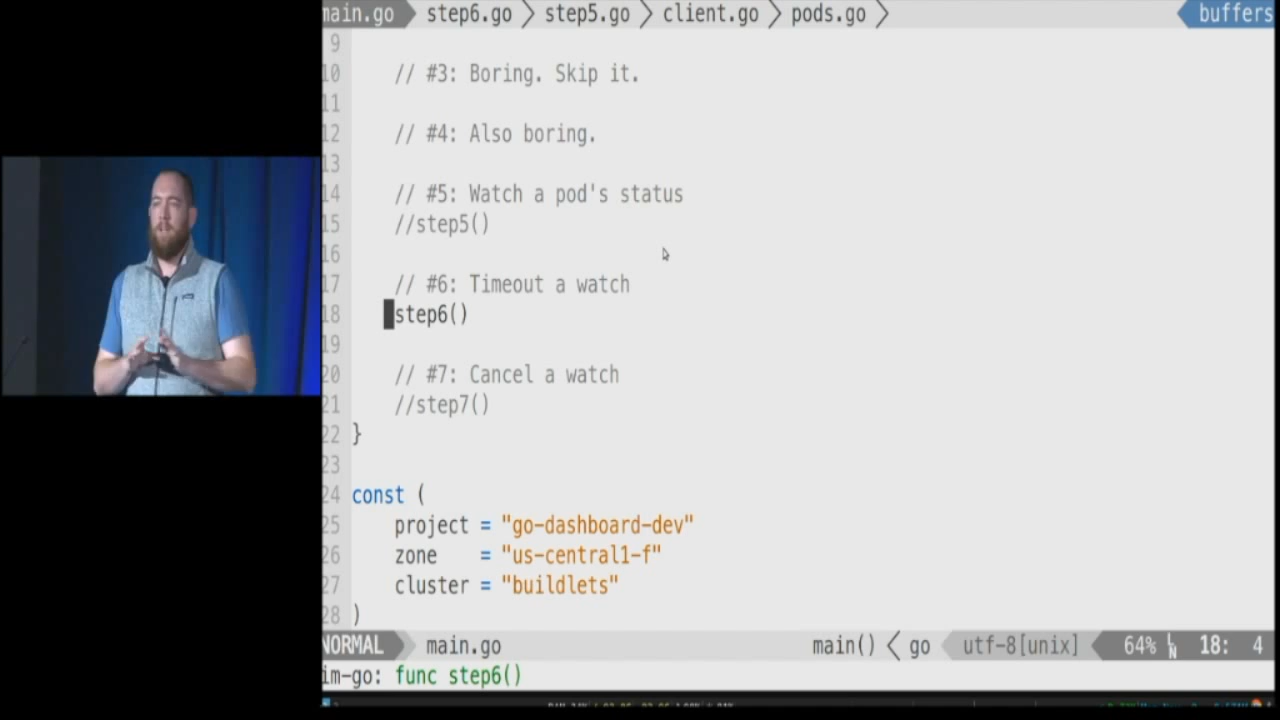 main.go step6.go step5.go client.go pods.go buffers
9
10 // #3: Boring. Skip it.
11
12 // #4: Also boring.
13
14 // #5: Watch a pod's status
15 //step5()
16
17 // #6: Timeout a watch
18 step6()
19
20 // #7: Cancel a watch
21 //step7()
22 }
23
24 const (
25 project = "go-dashboard-dev"
26 zone = "us-central1-f"
27 cluster = "buildlets"
28 )
NORMAL main.go main() go utf-8[unix] 64% LN 18: 4
im-go: func step6()